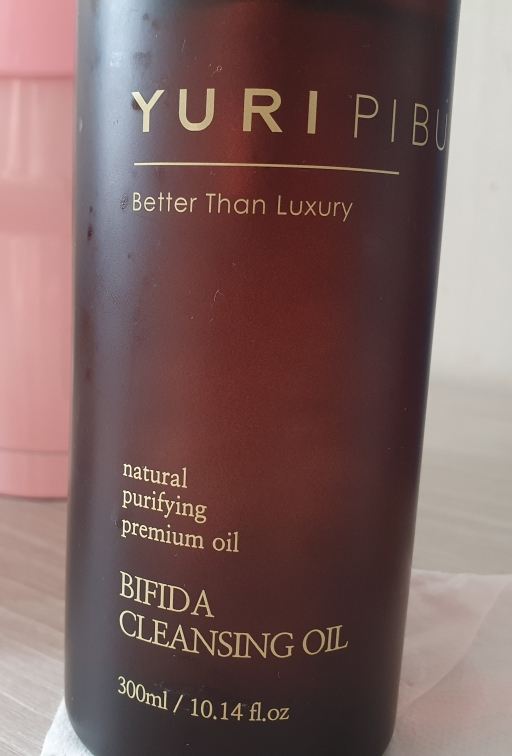 YURI PIBU
Better Than Luxury
natural
purifying
premium oil
BIFIDA
CLEANSING OIL
300ml / 10.14 fl.oz